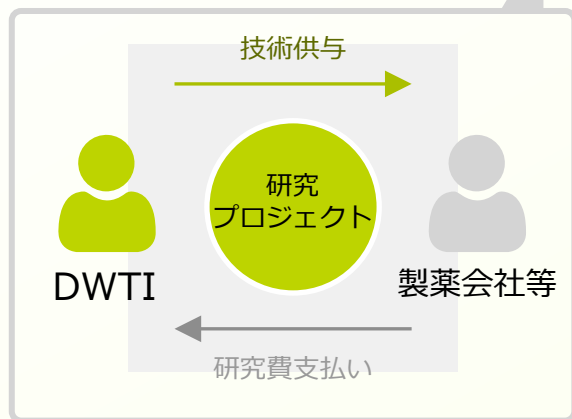 技術供与
研究
プロジェクト
DWTI
製薬会社等
研究費支払い